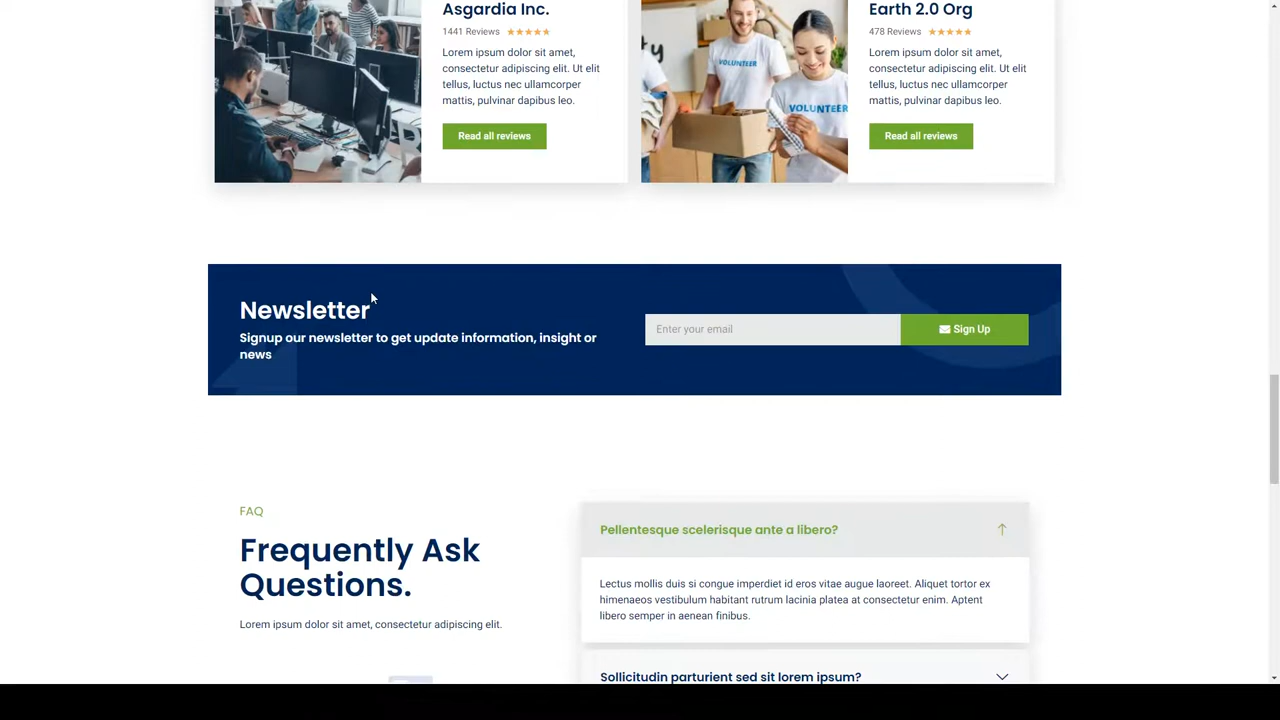 Asgardia Inc.
1441 Reviews
Lorem ipsum dolor sit amet,
consectetur adipiscing elit. Ut elit
tellus, luctus nec ullamcorper
mattis, pulvinar dapibus leo.
Read all reviews
VOLUNTEER
VOLUNTEER
Earth 2.0 Org
478 Reviews
Lorem ipsum dolor sit amet,
consectetur adipiscing elit. Ut elit
tellus, luctus nec ullamcorper
mattis, pulvinar dapibus leo.
Read all reviews
Newsletter
Signup our newsletter to get update information, insight or
news
Enter your email
Sign Up
FAQ
Frequently Ask
Questions.
Lorem ipsum dolor sit amet, consectetur adipiscing elit.
Pellentesque scelerisque ante a libero?
Lectus mollis duis si congue imperdiet id eros vitae augue laoreet. Aliquet tortor ex
himenaeos vestibulum habitant rutrum lacinia platea at consectetur enim. Aptent
libero semper in aenean finibus.
Sollicitudin parturient sed sit lorem ipsum?